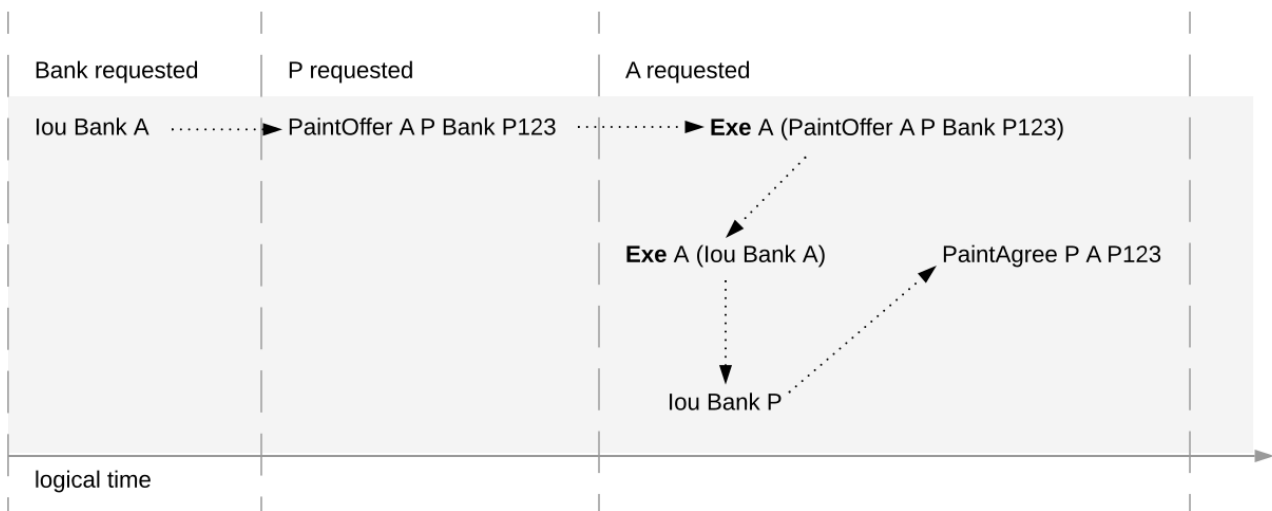 Bank requested
P requested
A requested
Iou Bank A
PaintOffer A P Bank P123
Exe A (PaintOffer A P Bank P123)
Exe A (Iou Bank A)
PaintAgree P A P123
Iou Bank P
logical time